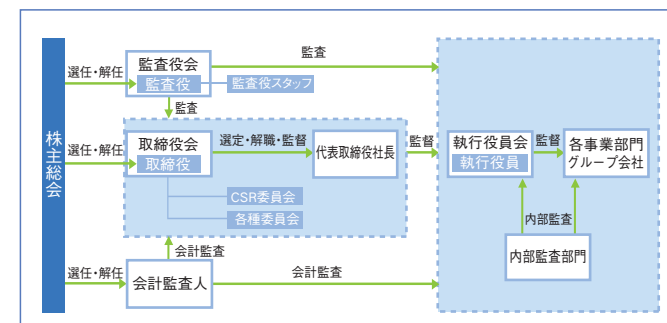 株主総会
選任・解任
監査役会
監査役
監査役スタッフ
監査
監査
選任・解任
取締役会
取締役
選定・解職・監督
代表取締役社長
監督
CSR委員会
各種委員会
執行役員会
執行役員
監督
各事業部門
グループ会社
内部監査
内部監査部門
会計監査
選任・解任
会計監査人
会計監査